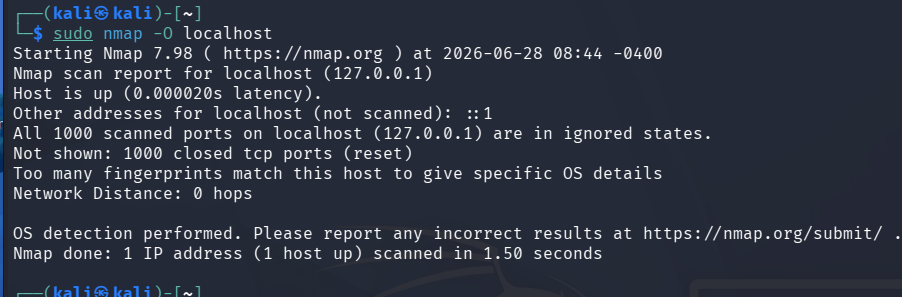 ┌──(kali㉿kali)-[~]
└─$ sudo nmap -O localhost
Starting Nmap 7.98 ( https://nmap.org ) at 2026-06-28 08:44 -0400
Nmap scan report for localhost (127.0.0.1)
Host is up (0.000020s latency).
Other addresses for localhost (not scanned): ::1
All 1000 scanned ports on localhost (127.0.0.1) are in ignored states.
Not shown: 1000 closed tcp ports (reset)
Too many fingerprints match this host to give specific OS details
Network Distance: 0 hops
OS detection performed. Please report any incorrect results at https://nmap.org/submit/ .
Nmap done: 1 IP address (1 host up) scanned in 1.50 seconds
┌──(kali㉿kali)-[~]